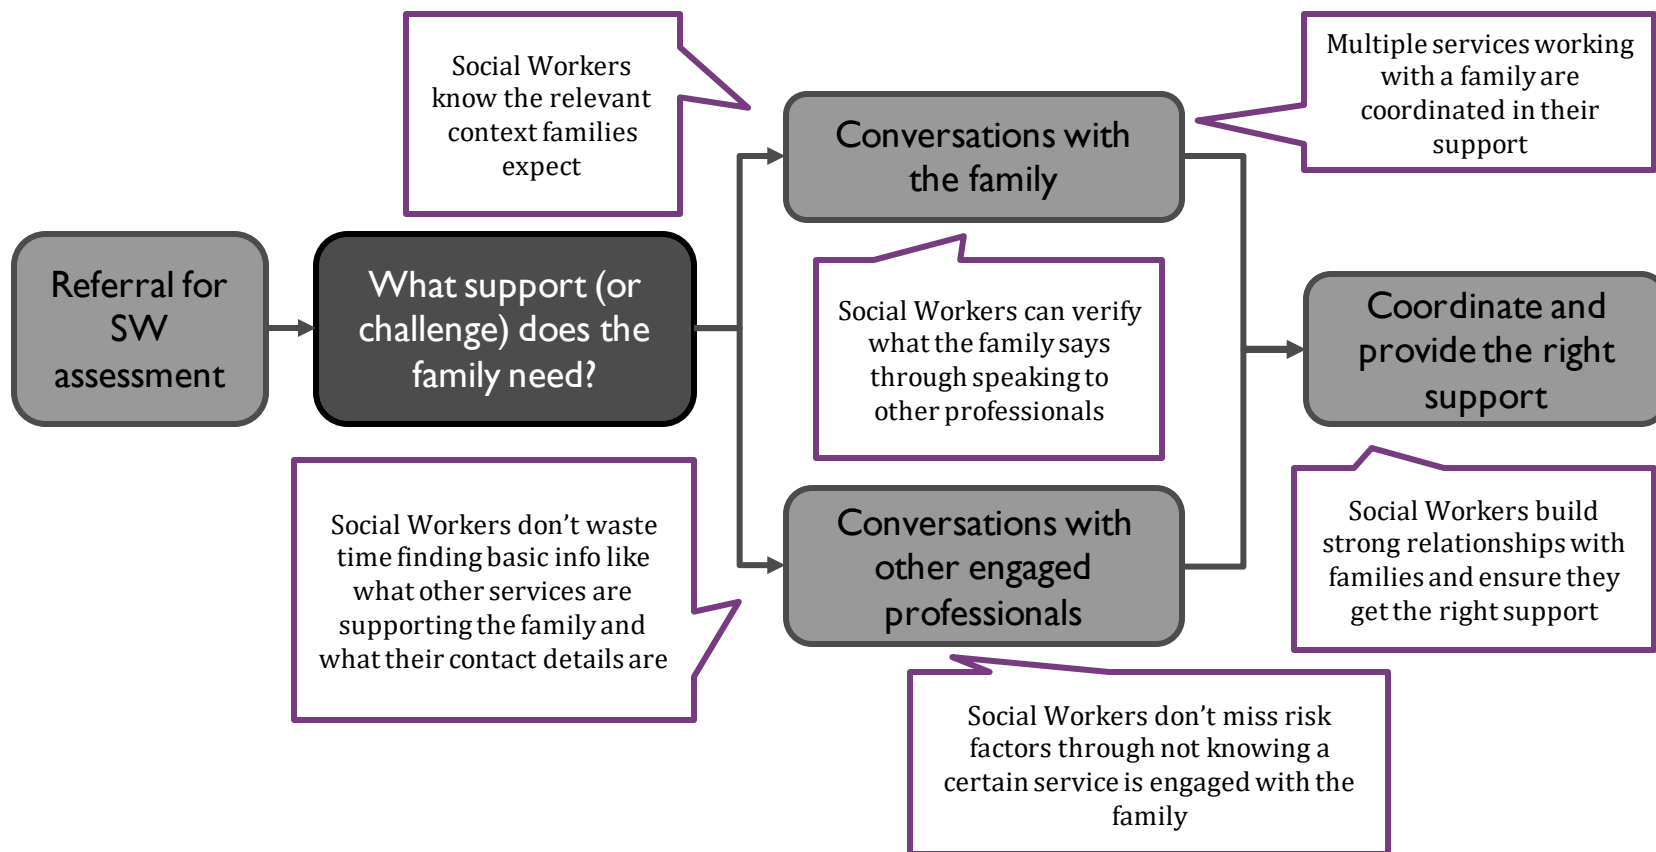 Social Workers
know the relevant
context families
expect
Multiple services working
with a family are
coordinated in their
support
Conversations with
the family
Referral for
SW
assessment
What support (or
challenge) does the
family need?
Social Workers can verify
what the family says
through speaking to
other professionals
Coordinate and
provide the right
support
Social Workers don’t waste
time finding basic info like
what other services are
supporting the family and
what their contact details are
Conversations with
other engaged
professionals
Social Workers build
strong relationships with
families and ensure they
get the right support
Social Workers don’t miss risk
factors through not knowing a
certain service is engaged with the
family